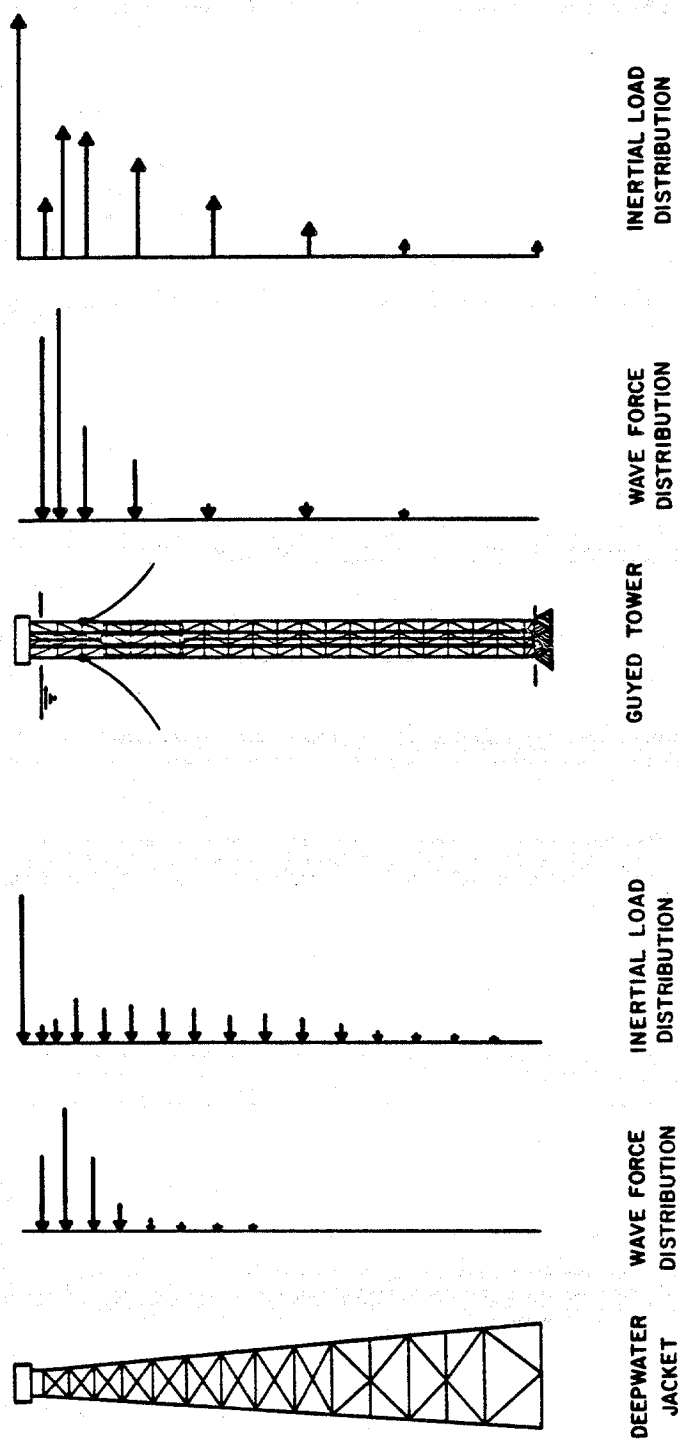 DEEPWATER
JACKET
WAVE FORCE
DISTRIBUTION
INERTIAL LOAD
DISTRIBUTION
GUYED TOWER
WAVE FORCE
DISTRIBUTION
INERTIAL LOAD
DISTRIBUTION